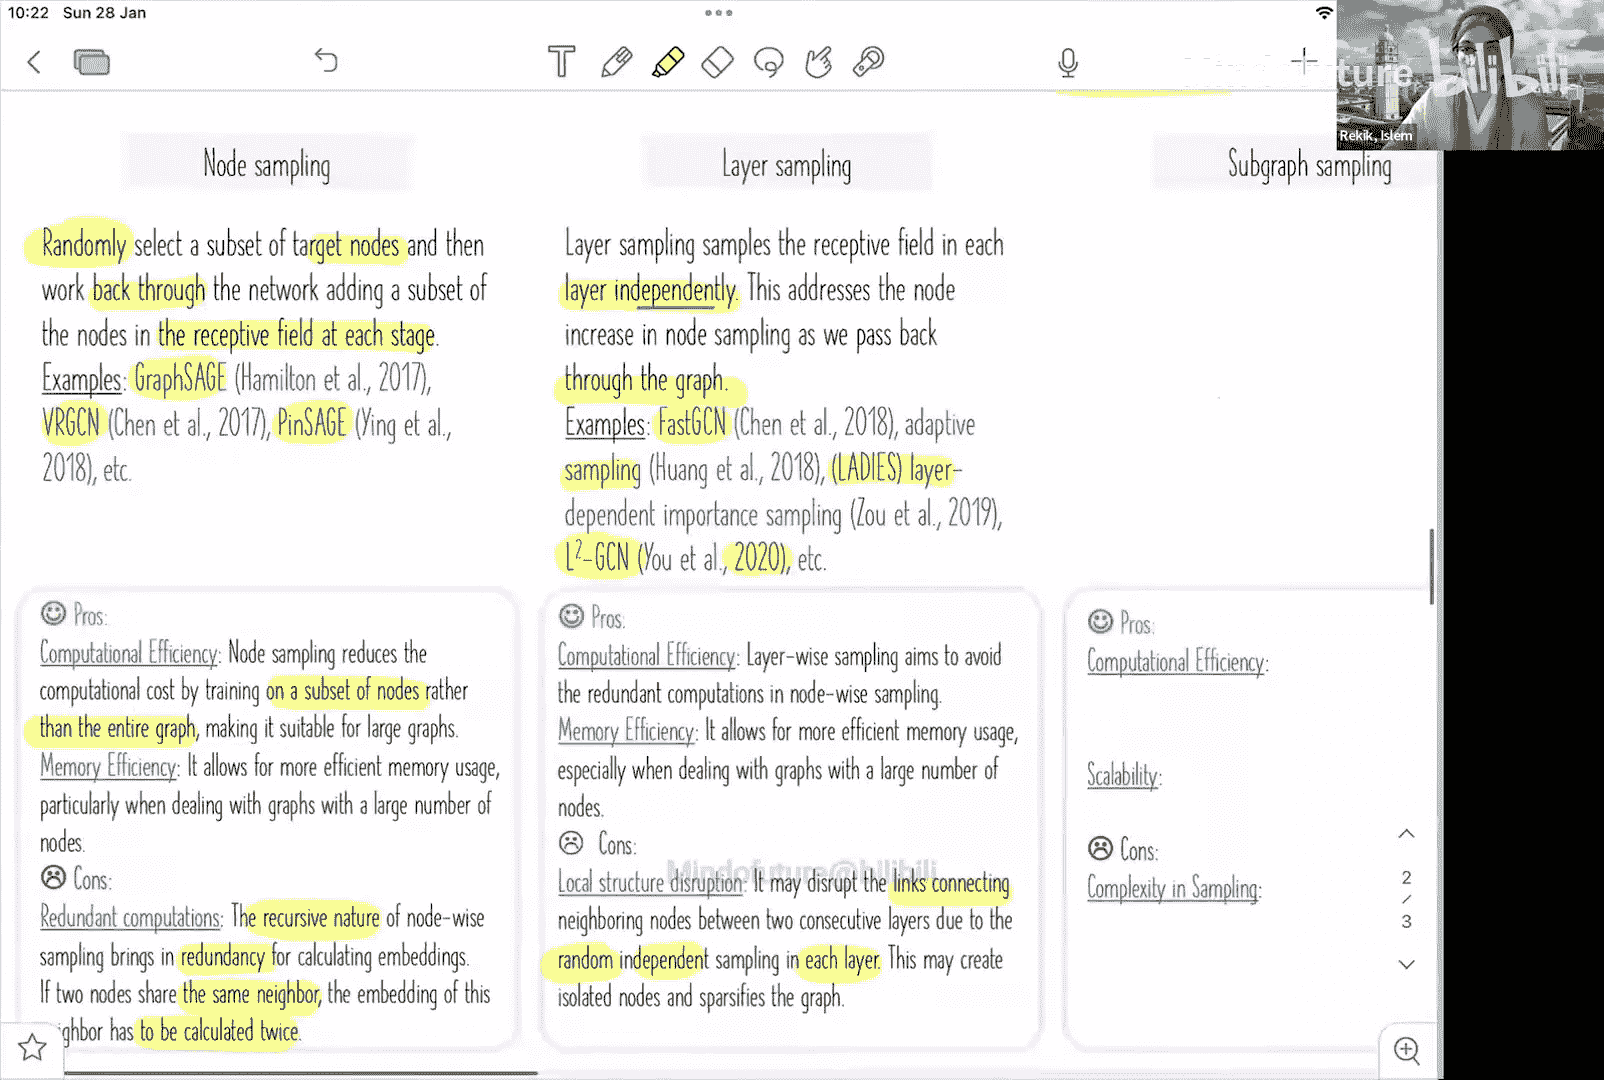 10:22 Sun 28 Jan
bilibili
Rekik, Islem
Node sampling
Randomly select a subset of target nodes and then
work back through the network adding a subset of
the nodes in the receptive field at each stage.
Examples: GraphSAGE (Hamilton et al., 2017),
VRGCN (Chen et al., 2017), PinSAGE (Ying et al.,
2018), etc.
Pros:
Computational Efficiency: Node sampling reduces the
computational cost by training on a subset of nodes rather
than the entire graph, making it suitable for large graphs.
Memory Efficiency: It allows for more efficient memory usage,
particularly when dealing with graphs with a large number of
nodes.
Cons:
Redundant computations: The recursive nature of node-wise
sampling brings in redundancy for calculating embeddings.
If two nodes share the same neighbor, the embedding of this
ghbor has to be calculated twice.
Layer sampling
Layer sampling samples the receptive field in each
layer independently. This addresses the node
increase in node sampling as we pass back
through the graph.
Examples: FastGCN (Chen et al., 2018), adaptive
sampling (Huang et al., 2018), (LADIES) layer-
dependent importance sampling (Zou et al., 2019),
L²-GCN (You et al., 2020), etc.
Pros:
Computational Efficiency: Layer-wise sampling aims to avoid
the redundant computations in node-wise sampling.
Memory Efficiency: It allows for more efficient memory usage,
especially when dealing with graphs with a large number of
nodes.
Cons:
Mindofuture@bilibili
Local structure disruption: It may disrupt the links connecting
neighboring nodes between two consecutive layers due to the
random independent sampling in each layer. This may create
isolated nodes and sparsifies the graph.
Subgraph sampling
Pros:
Computational Efficiency:
Scalability:
Cons:
Complexity in Sampling:
2
/
3